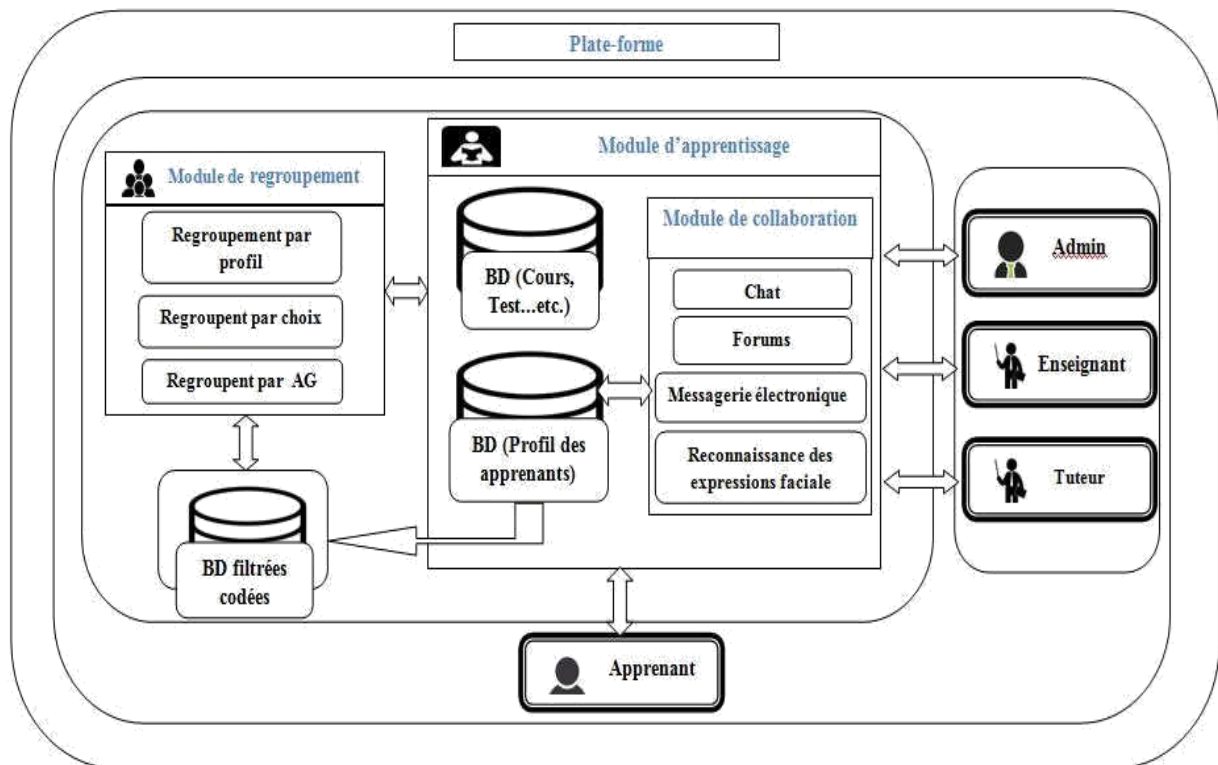 Plate-forme
Module de regroupement
Regroupement par
profil
Regroupent par choix
Regroupent par AG
BD filtrées
codées
Module d'apprentissage
BD (Cours,
Test...etc.)
BD (Profil des
apprenants)
Module de collaboration
Chat
Forums
Messagerie électronique
Reconnaissance des
expressions faciale
Admin
Enseignant
Tuteur
Apprenant